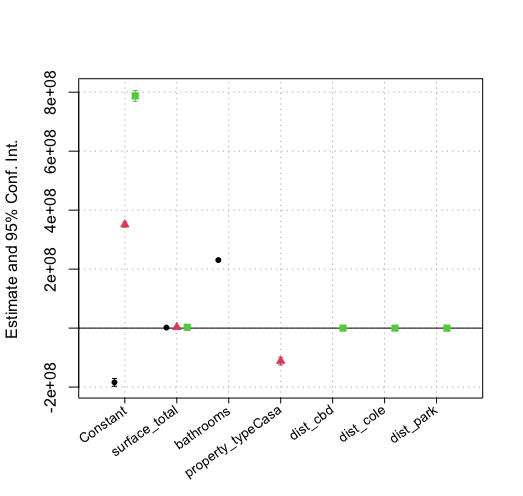 Estimate and 95% Conf. Int.
8e+08
6e+08
4e+08
2e+08
-2e+08
Constant
surface_total
bathrooms
property_typeCasa
dist_cbd
dist_cole
dist_park